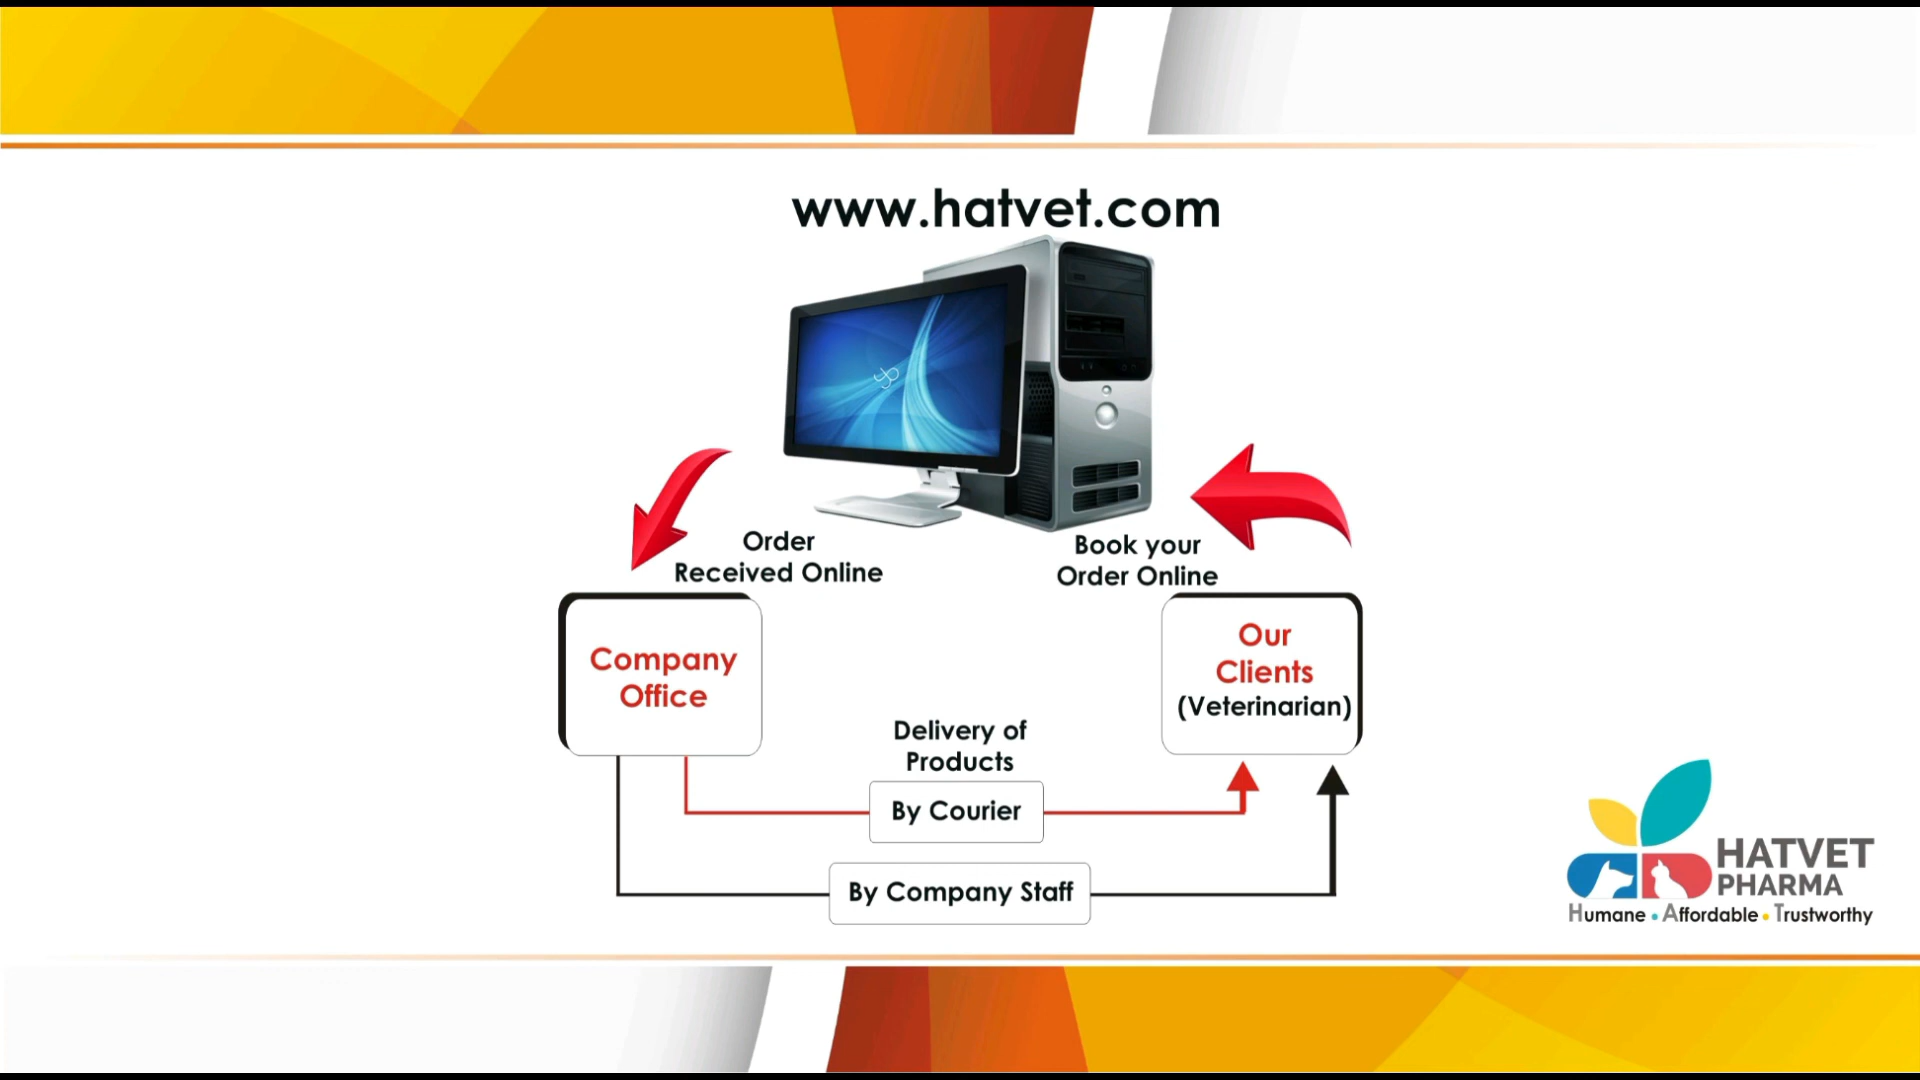 www.hatvet.com
Order
Received Online
Book your
Order Online
Company
Office
Our
Clients
(Veterinarian)
Delivery of
Products
By Courier
By Company Staff
HATVET
PHARMA
Humane • Affordable • Trustworthy